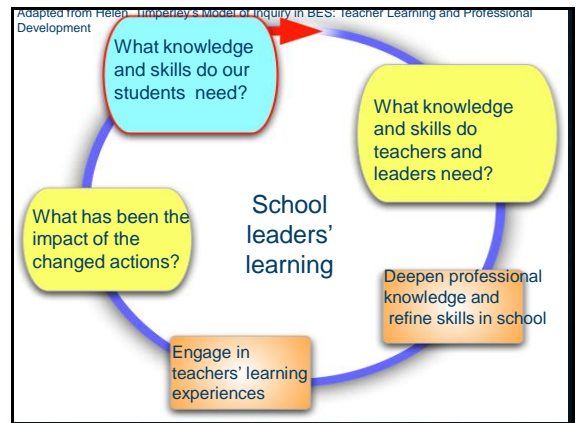 Adapted from Helen Timperley's Model of Inquiry in BES: Teacher Learning and Professional
Development
What knowledge
and skills do our
students need?
What knowledge
and skills do
teachers and
leaders need?
Deepen professional
knowledge and
refine skills in school
Engage in
teachers' learning
experiences
What has been the
impact of the
changed actions?
School
leaders'
learning